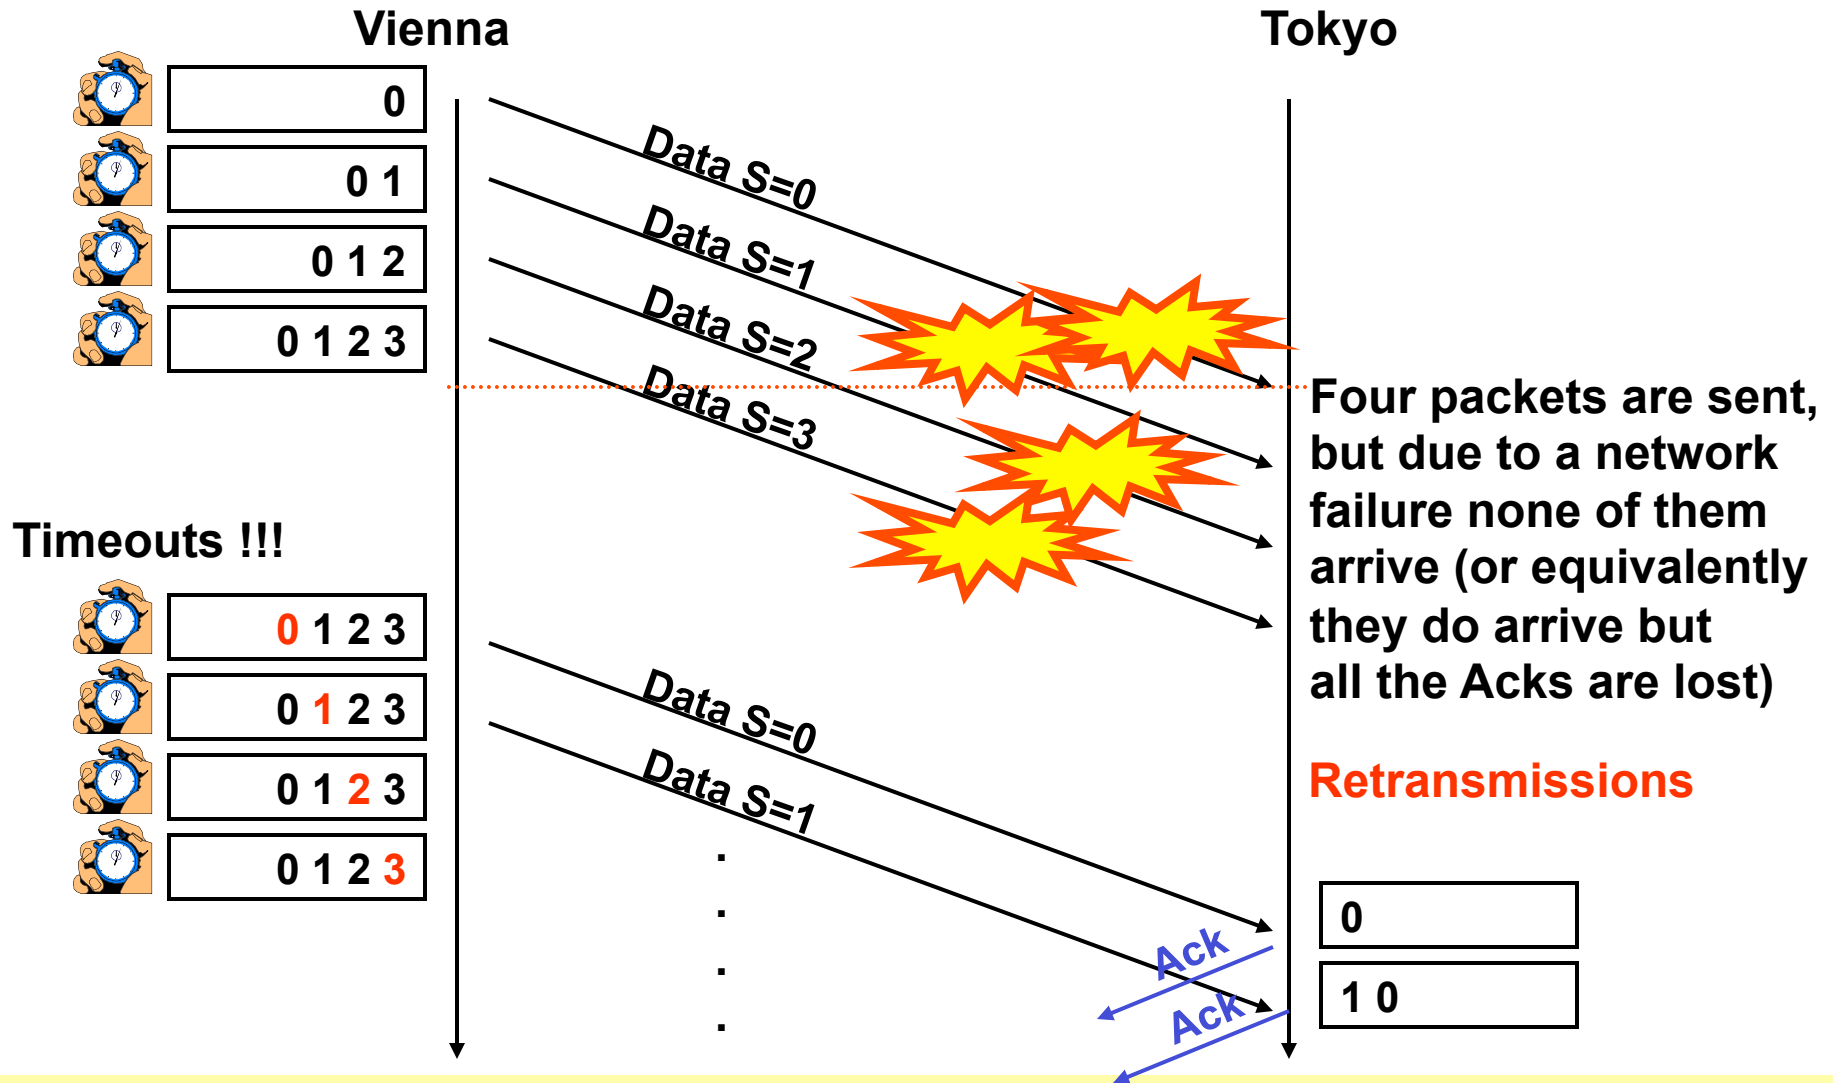 Vienna
Tokyo
0
0 1
0 1 2
0 1 2 3
Data S=0
Data S=1
Data S=2
Data S=3
Four packets are sent,
but due to a network
failure none of them
arrive (or equivalently
they do arrive but
all the Acks are lost)
Timeouts !!!
0 1 2 3
0 1 2 3
0 1 2 3
0 1 2 3
Data S=0
Data S=1
.
.
.
.
Retransmissions
0
1 0
Ack
Ack